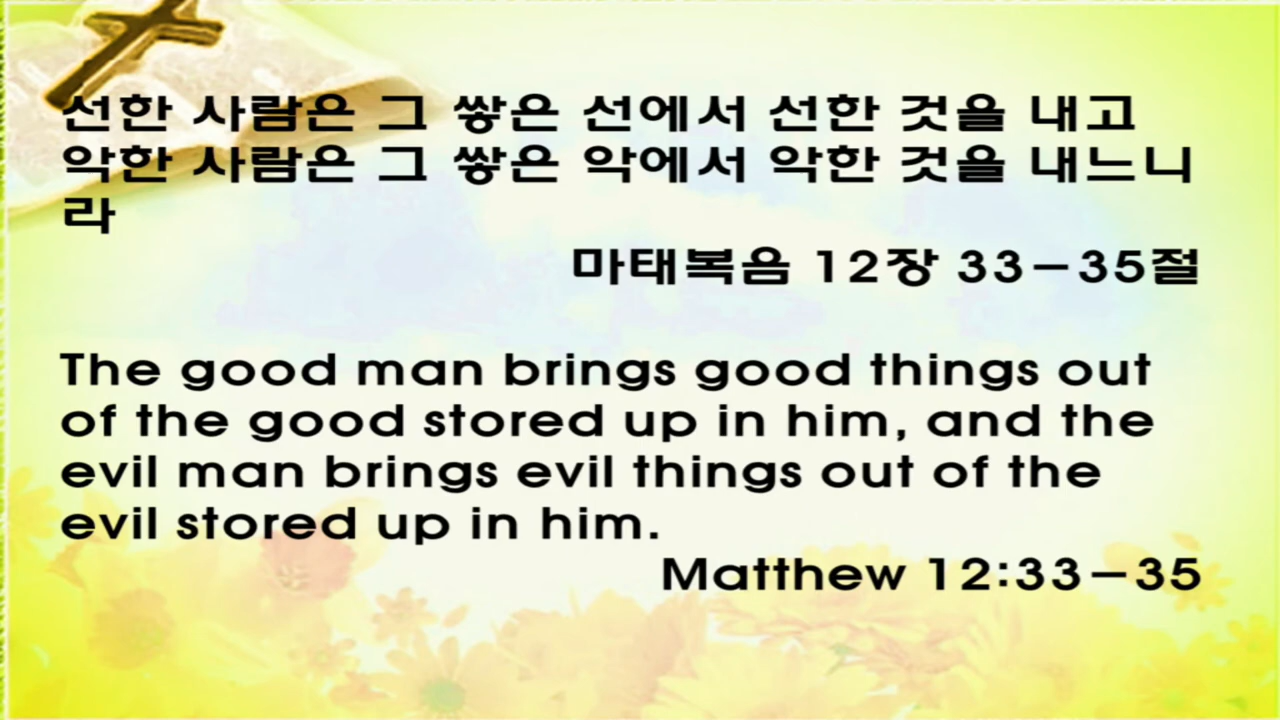 선한 사람은 그 쌓은 선에서 선한 것을 내고
악한 사람은 그 쌓은 악에서 악한 것을 내느니
라
마태복음 12장 33-35절
The good man brings good things out
of the good stored up in him, and the
evil man brings evil things out of the
evil stored up in him.
Matthew 12:33-35